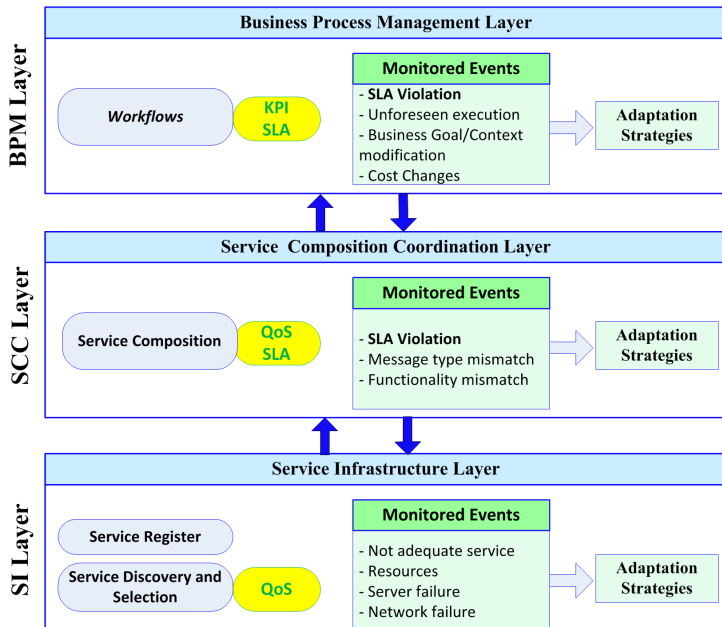 Business Process Management Layer
BPM Layer
Workflows
KPI
SLA
Monitored Events
- SLA Violation
- Unforeseen execution
- Business Goal/Context
modification
- Cost Changes
Adaptation
Strategies
Service Composition Coordination Layer
SCC Layer
Service Composition
QoS
SLA
Monitored Events
- SLA Violation
- Message type mismatch
- Functionality mismatch
Adaptation
Strategies
Service Infrastructure Layer
SI Layer
Service Register
Service Discovery and
Selection
QoS
Monitored Events
- Not adequate service
- Resources
- Server failure
- Network failure
Adaptation
Strategies